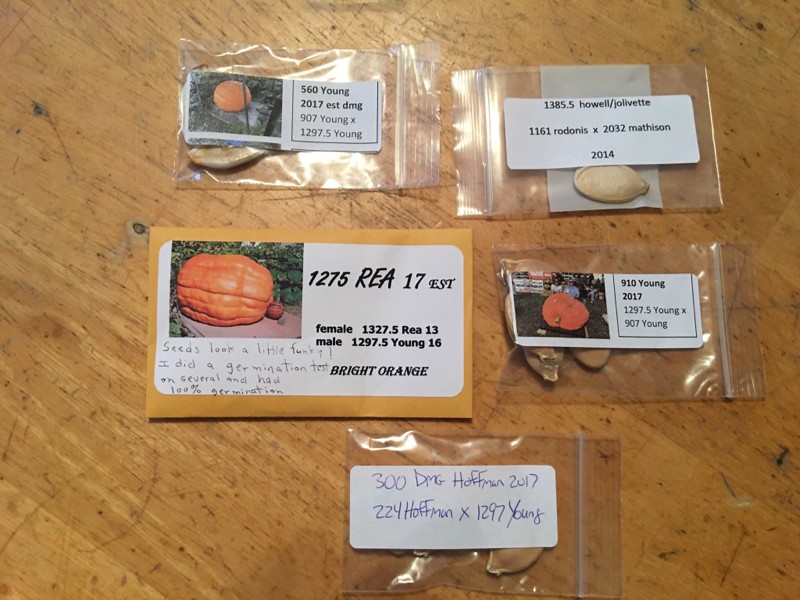 560 Young
2017 est dmg
907 Young x
1297.5 Young
1385.5 howell/jolivette
1161 rodonis x 2032 mathison
2014
1275 REA 17 EST
female 1327.5 Rea 13
male 1297.5 Young 16
Seeds look a little funky!
I did a germination test
on several and had
100% germination
BRIGHT ORANGE
910 Young
2017
1297.5 Young x
907 Young
300 DMG Hoffman 2017
224 Hoffman x 1297 Young